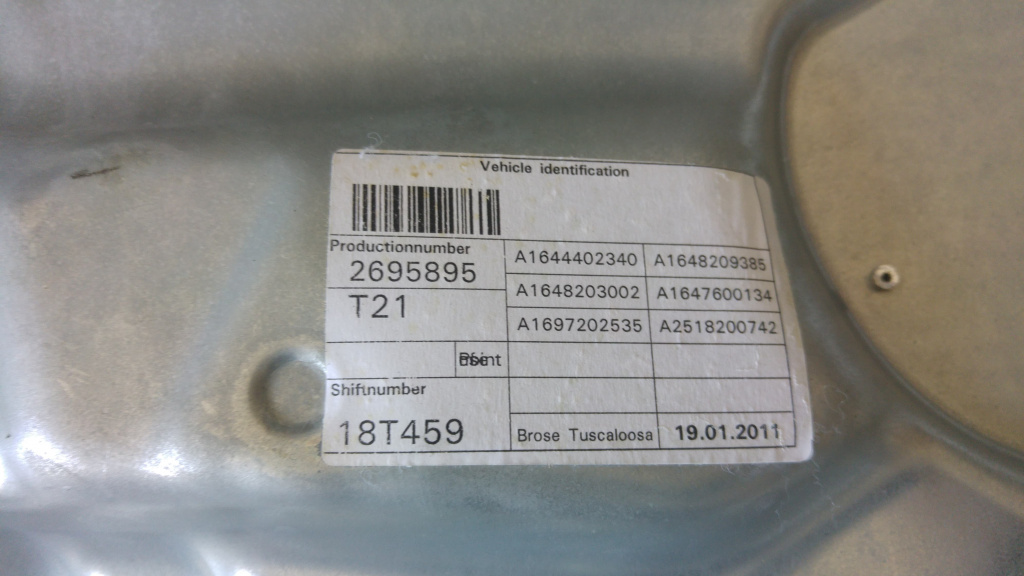 Vehicle identification
Productionnumber
2695895
T21
A1644402340 A1648209385
A1648203002 A1647600134
A1697202535 A2518200742
Shiftnumber
18T459
Brose Tuscaloosa 19.01.2011